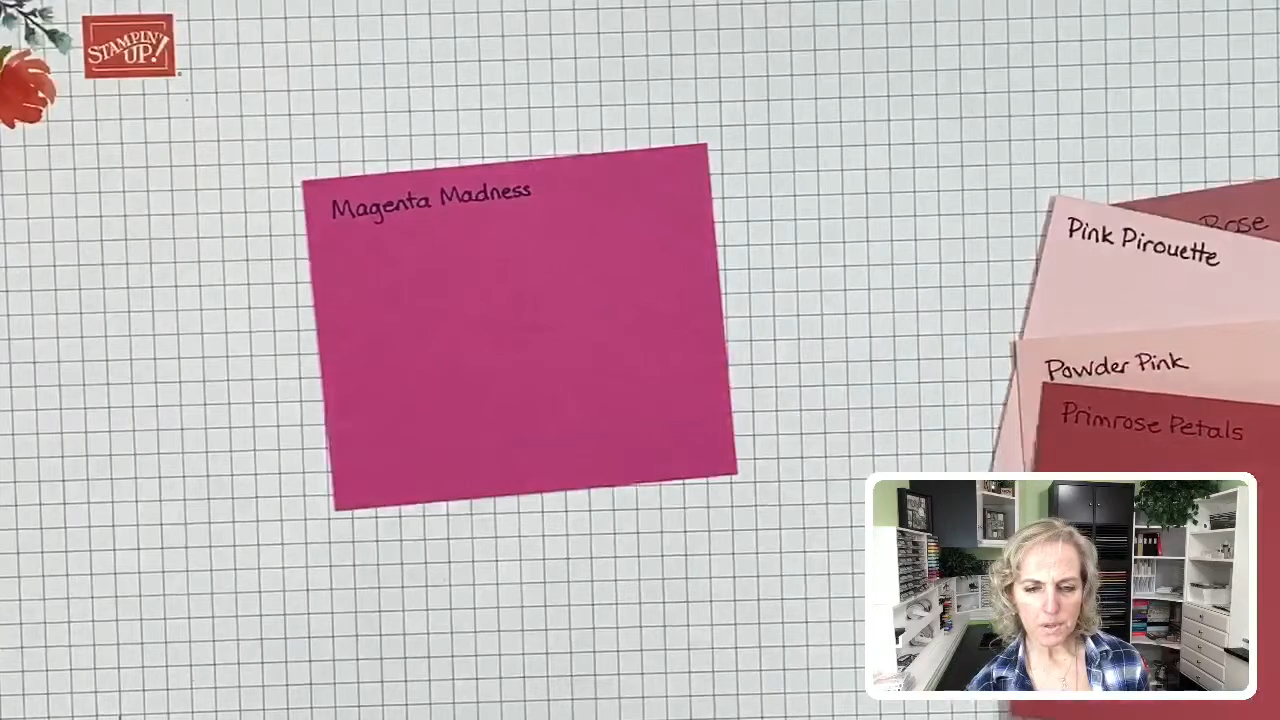 STAMPIN' UP!
Magenta Madness
Rose
Pink Pirouette
Powder Pink
Primrose Petals